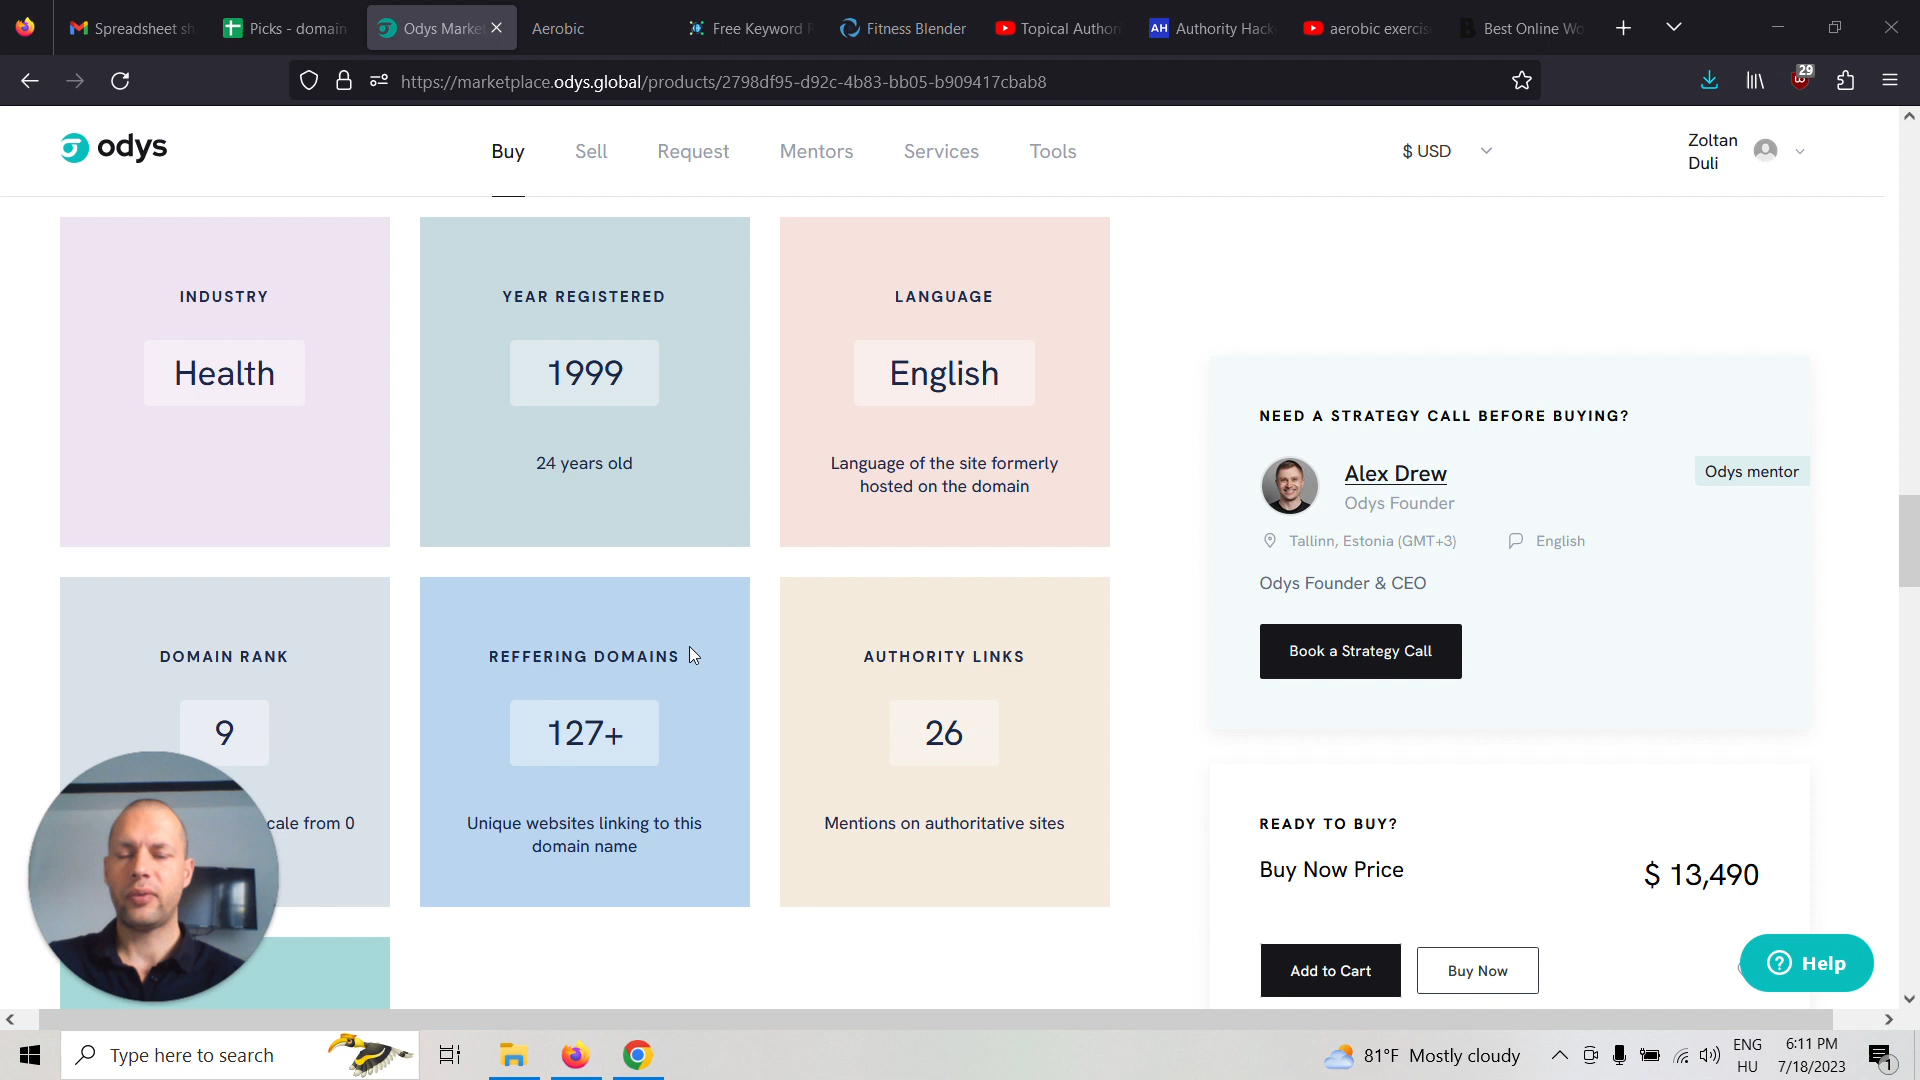 Spreadsheet sh
Picks - domain
Odys Market
Aerobic
Free Keyword R
Fitness Blender
Topical Author
AH
Authority Hack
aerobic exercis
B
Best Online Wo
https://marketplace.odys.global/products/2798df95-d92c-4b83-bb05-b909417cbab8
29
odys
Buy
Sell
Request
Mentors
Services
Tools
$ USD
Zoltan
Duli
INDUSTRY
Health
YEAR REGISTERED
1999
24 years old
LANGUAGE
English
Language of the site formerly
hosted on the domain
DOMAIN RANK
9
cale from 0
REFFERING DOMAINS
127+
Unique websites linking to this
domain name
AUTHORITY LINKS
26
Mentions on authoritative sites
NEED A STRATEGY CALL BEFORE BUYING?
Alex Drew
Odys Founder
Odys mentor
Tallinn, Estonia (GMT+3)
English
Odys Founder & CEO
Book a Strategy Call
READY TO BUY?
Buy Now Price
$ 13,490
Add to Cart
Buy Now
Help
Type here to search
81°F Mostly cloudy
ENG
HU
6:11 PM
7/18/2023
1